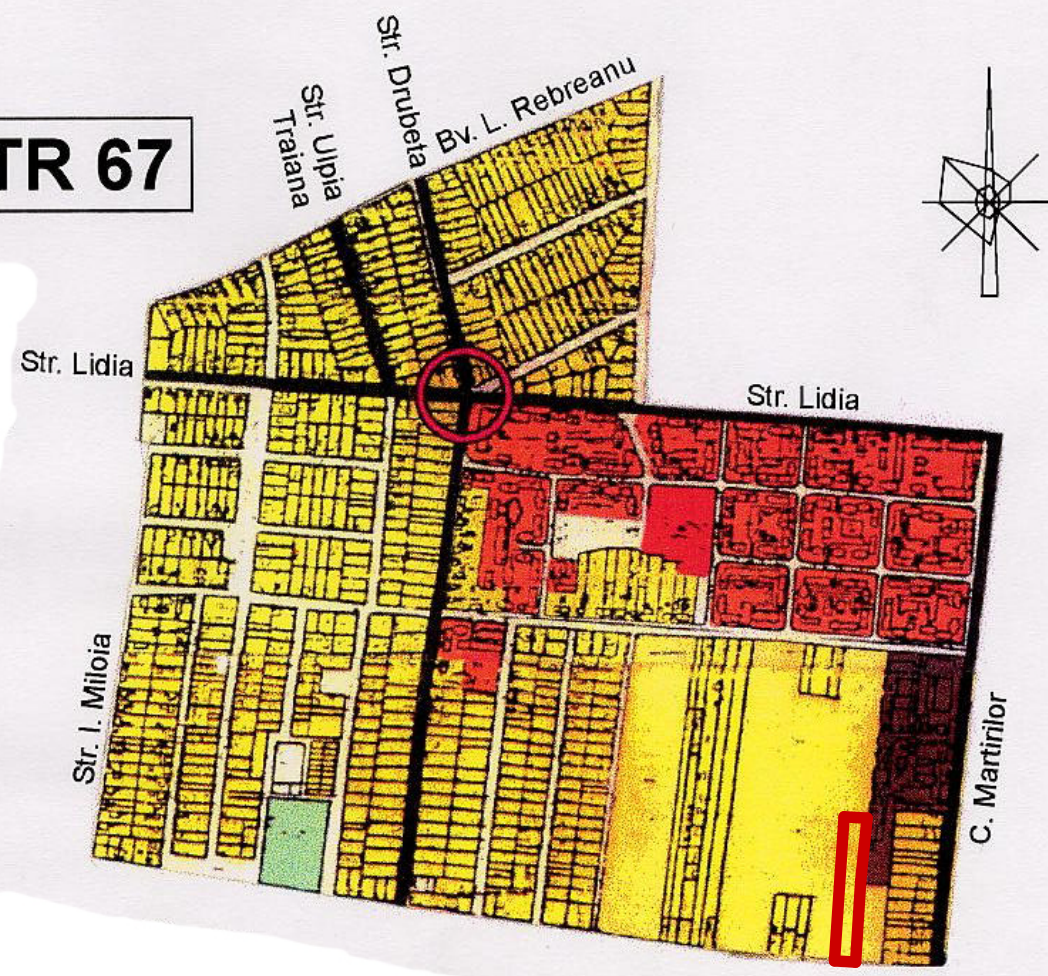 TR 67
Str. Ulpia
Traiana
Str. Drubeta
Bv. L. Rebreanu
Str. Lidia
Str. Lidia
Str. I. Miloia
C. Martirilor